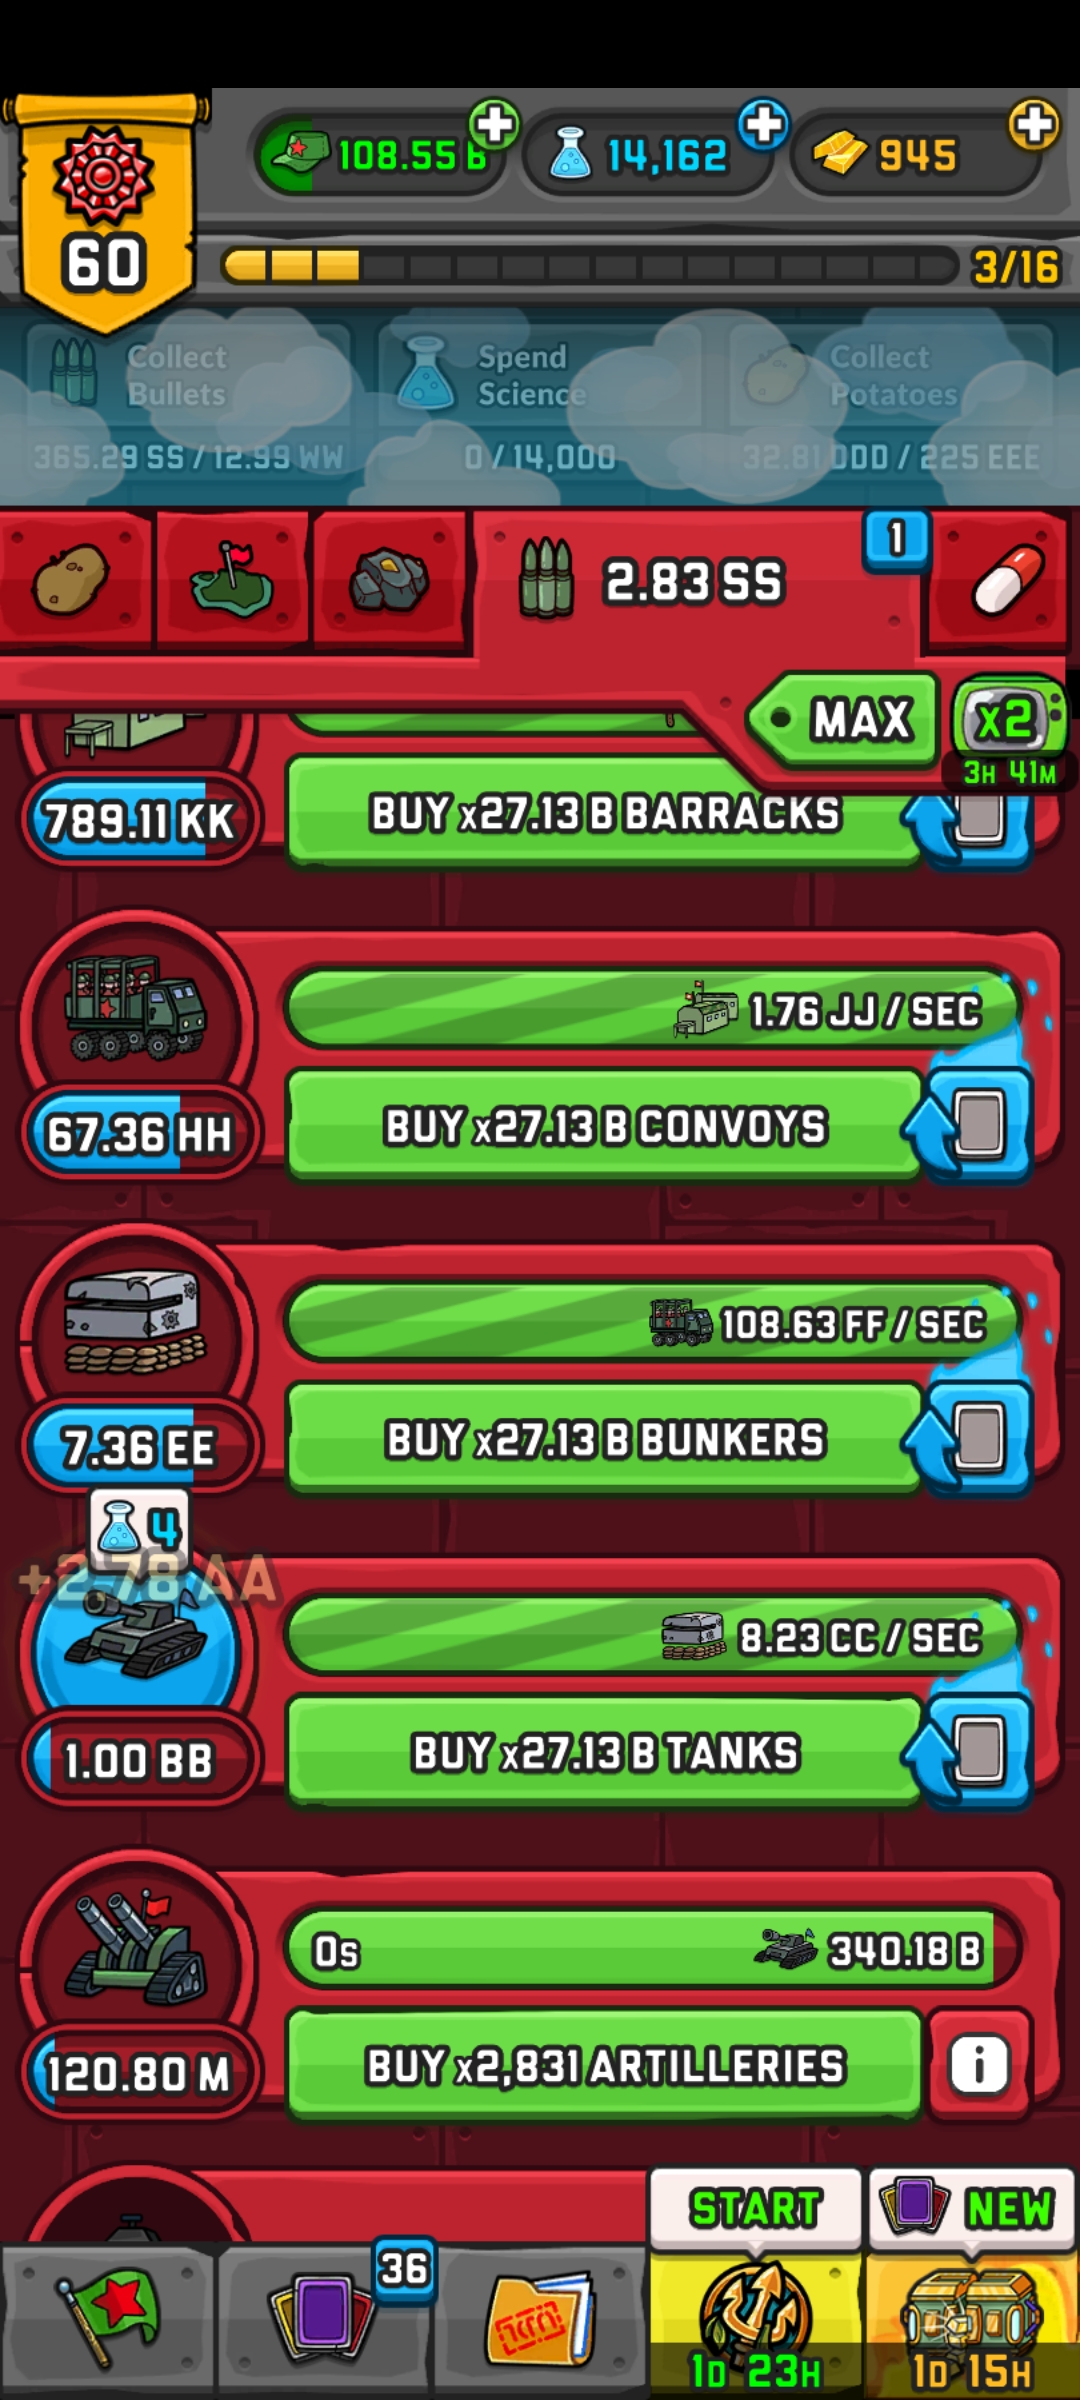 108.55 B
14,162
945
60
3/16
Collect
Bullets
365.29 SS / 12.99 WW
Spend
Science
0 / 14,000
Collect
Potatoes
32.81 DDD / 225 EEE
2.83 SS
1
MAX
x2
3H 41M
789.11 KK
BUY x27.13 B BARRACKS
1.76 JJ / SEC
67.36 HH
BUY x27.13 B CONVOYS
108.63 FF / SEC
7.36 EE
BUY x27.13 B BUNKERS
4
+2.78 AA
8.23 CC / SEC
1.00 BB
BUY x27.13 B TANKS
0s
340.18 B
120.80 M
BUY x2,831 ARTILLERIES
i
START
NEW
36
1D 23H
1D 15H